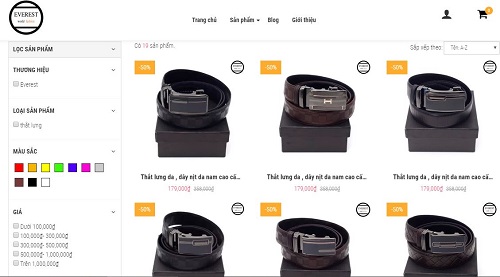 EVEREST
Trang chủ
Sản phẩm
Blog
Giới thiệu
LỌC SẢN PHẨM
Có 19 sản phẩm.
Sắp xếp theo:
Tên: A-Z
THƯƠNG HIỆU
Everest
LOẠI SẢN PHẨM
thắt lưng
MÀU SẮC
GIÁ
Dưới 100,000₫
100,000₫- 300,000₫
300,000₫- 500,000₫
500,000₫- 1,000,000₫
Trên 1,000,000₫
-50%
-50%
-50%
Thắt lưng da , dây nịt da nam cao cấ...
179,000₫ 358,000₫
Thắt lưng da , dây nịt da nam cao cấ...
179,000₫ 358,000₫
Thắt lưng da , dây nịt da nam cao cấ...
179,000₫ 358,000₫
-50%
-50%
-50%